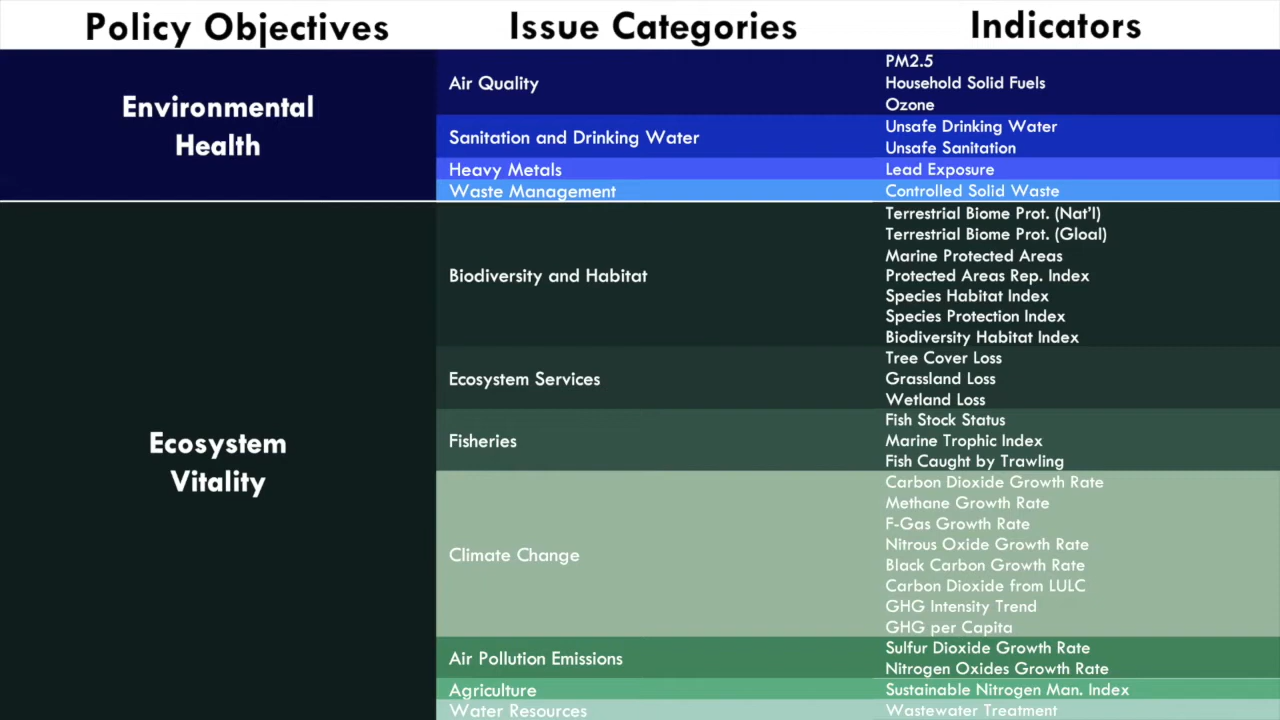 Policy Objectives
Issue Categories
Indicators
Environmental
Health
Air Quality
PM2.5
Household Solid Fuels
Ozone
Sanitation and Drinking Water
Unsafe Drinking Water
Unsafe Sanitation
Heavy Metals
Lead Exposure
Waste Management
Controlled Solid Waste
Ecosystem
Vitality
Biodiversity and Habitat
Terrestrial Biome Prot. (Nat'l)
Terrestrial Biome Prot. (Gloal)
Marine Protected Areas
Protected Areas Rep. Index
Species Habitat Index
Species Protection Index
Biodiversity Habitat Index
Ecosystem Services
Tree Cover Loss
Grassland Loss
Wetland Loss
Fisheries
Fish Stock Status
Marine Trophic Index
Fish Caught by Trawling
Climate Change
Carbon Dioxide Growth Rate
Methane Growth Rate
F-Gas Growth Rate
Nitrous Oxide Growth Rate
Black Carbon Growth Rate
Carbon Dioxide from LULC
GHG Intensity Trend
GHG per Capita
Air Pollution Emissions
Sulfur Dioxide Growth Rate
Nitrogen Oxides Growth Rate
Agriculture
Sustainable Nitrogen Man. Index
Water Resources
Wastewater Treatment